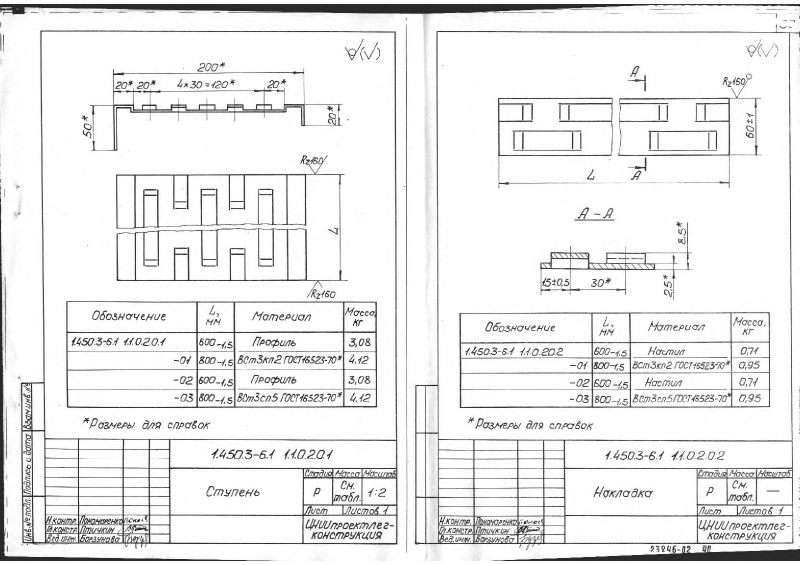 200*
20* 20* 4×30=120* 20*
50* 20*
Rz160
L
Rz160
Обозначение L, мм Материал Масса, кг
1.450.3-6.1 1.1.0.2.0.1 600-1,5 Профиль 3,08
-01 800-1,5 ВСт3кп2 ГОСТ16523-70* 4.12
-02 600-1,5 Профиль 3,08
-03 800-1,5 ВСт3сп5 ГОСТ16523-70* 4.12
*Размеры для справок
1.450.3-6.1 1.1.0.2.0.1
Ступень
Стадия Масса Масштаб
Р См. табл. 1:2
Лист Листов 1
ЦНИИпроектлег-
конструкция
Н.контр. Пономаренко
Гл.констр. Птичкин
Вед.инж. Барзунова
Инв.№ подл. Подпись и дата Взам.инв.№
А
Rz160
60±1
L А
А-А
15±0,5 30* 2,5* 8.5*
Обозначение L, мм Материал Масса, кг
1.450.3-6.1 1.1.0.2.0.2 600-1,5 Настил 0,71
-01 800-1,5 ВСт3кп2 ГОСТ16523-70* 0,95
-02 600-1,5 Настил 0,71
-03 800-1,5 ВСт3сп5 ГОСТ16523-70* 0,95
*Размеры для справок
1.450.3-6.1 1.1.0.2.0.2
Накладка
Стадия Масса Масштаб
Р См. табл. —
Лист Листов 1
ЦНИИпроектлег-
конструкция
Н.контр. Пономаренко
Гл.констр. Птичкин
Вед.инж. Барзунова
23846-02 40